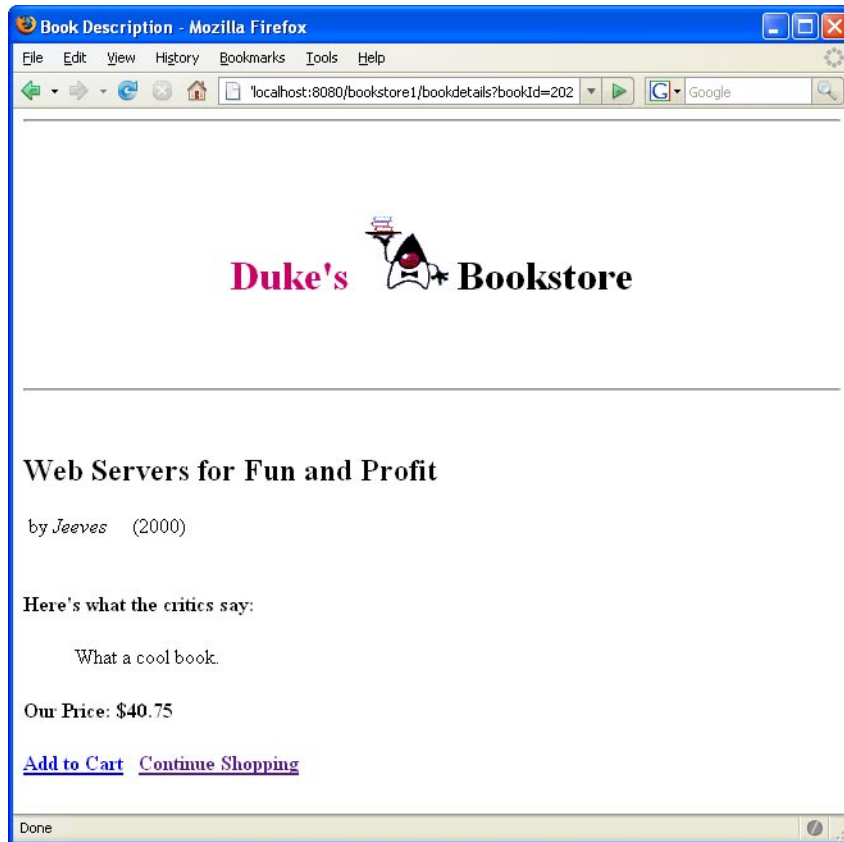 Book Description - Mozilla Firefox
File Edit View History Bookmarks Tools Help
'localhost:8080/bookstore1/bookdetails?bookId=202 G Google
Duke's Bookstore
Web Servers for Fun and Profit
by Jeeves (2000)
Here's what the critics say:
What a cool book.
Our Price: $40.75
Add to Cart Continue Shopping
Done